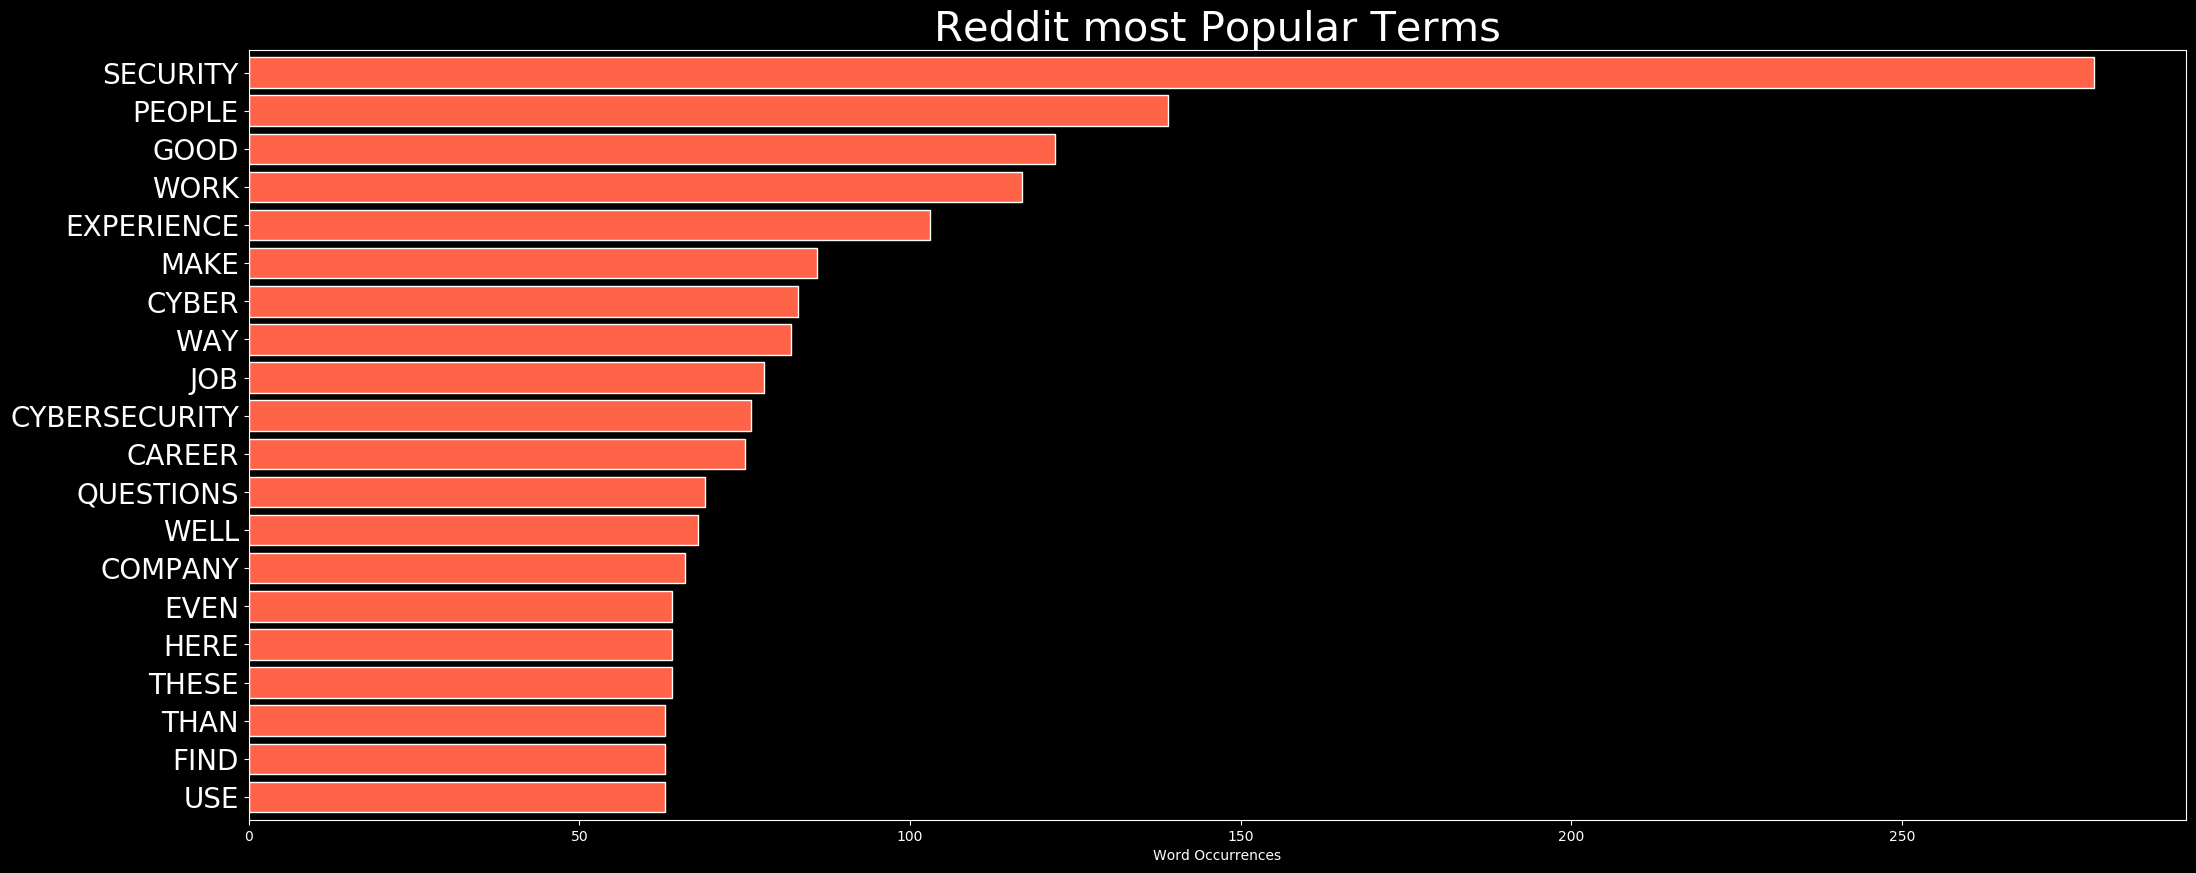 Reddit most Popular Terms
SECURITY
PEOPLE
GOOD
WORK
EXPERIENCE
MAKE
CYBER
WAY
JOB
CYBERSECURITY
CAREER
QUESTIONS
WELL
COMPANY
EVEN
HERE
THESE
THAN
FIND
USE
0 50 100 150 200 250
Word Occurrences